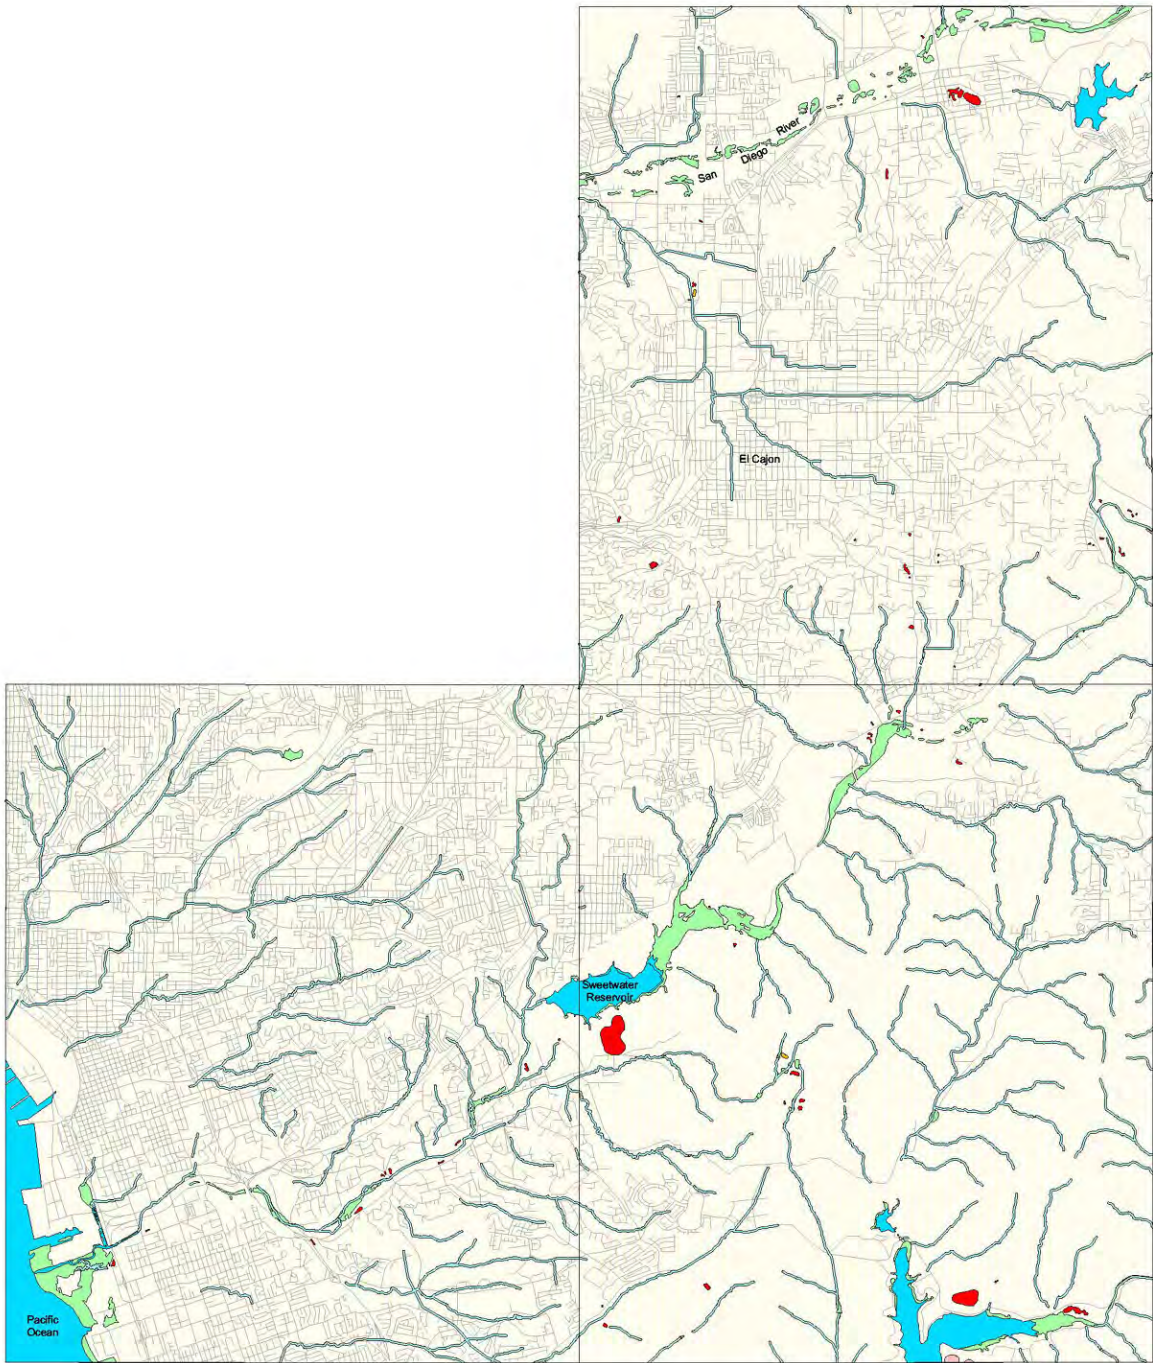 San Diego River
El Cajon
Sweetwater
Reservoir
Pacific
Ocean